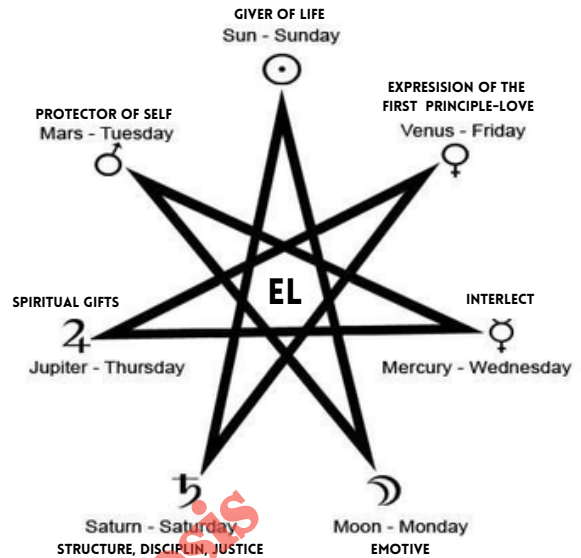 GIVER OF LIFE
Sun - Sunday
EXPRESISION OF THE
FIRST PRINCIPLE-LOVE
Venus - Friday
PROTECTOR OF SELF
Mars - Tuesday
EL
SPIRITUAL GIFTS
Jupiter - Thursday
INTERLECT
Mercury - Wednesday
Saturn - Saturday
STRUCTURE, DISCIPLIN, JUSTICE
Moon - Monday
EMOTIVE